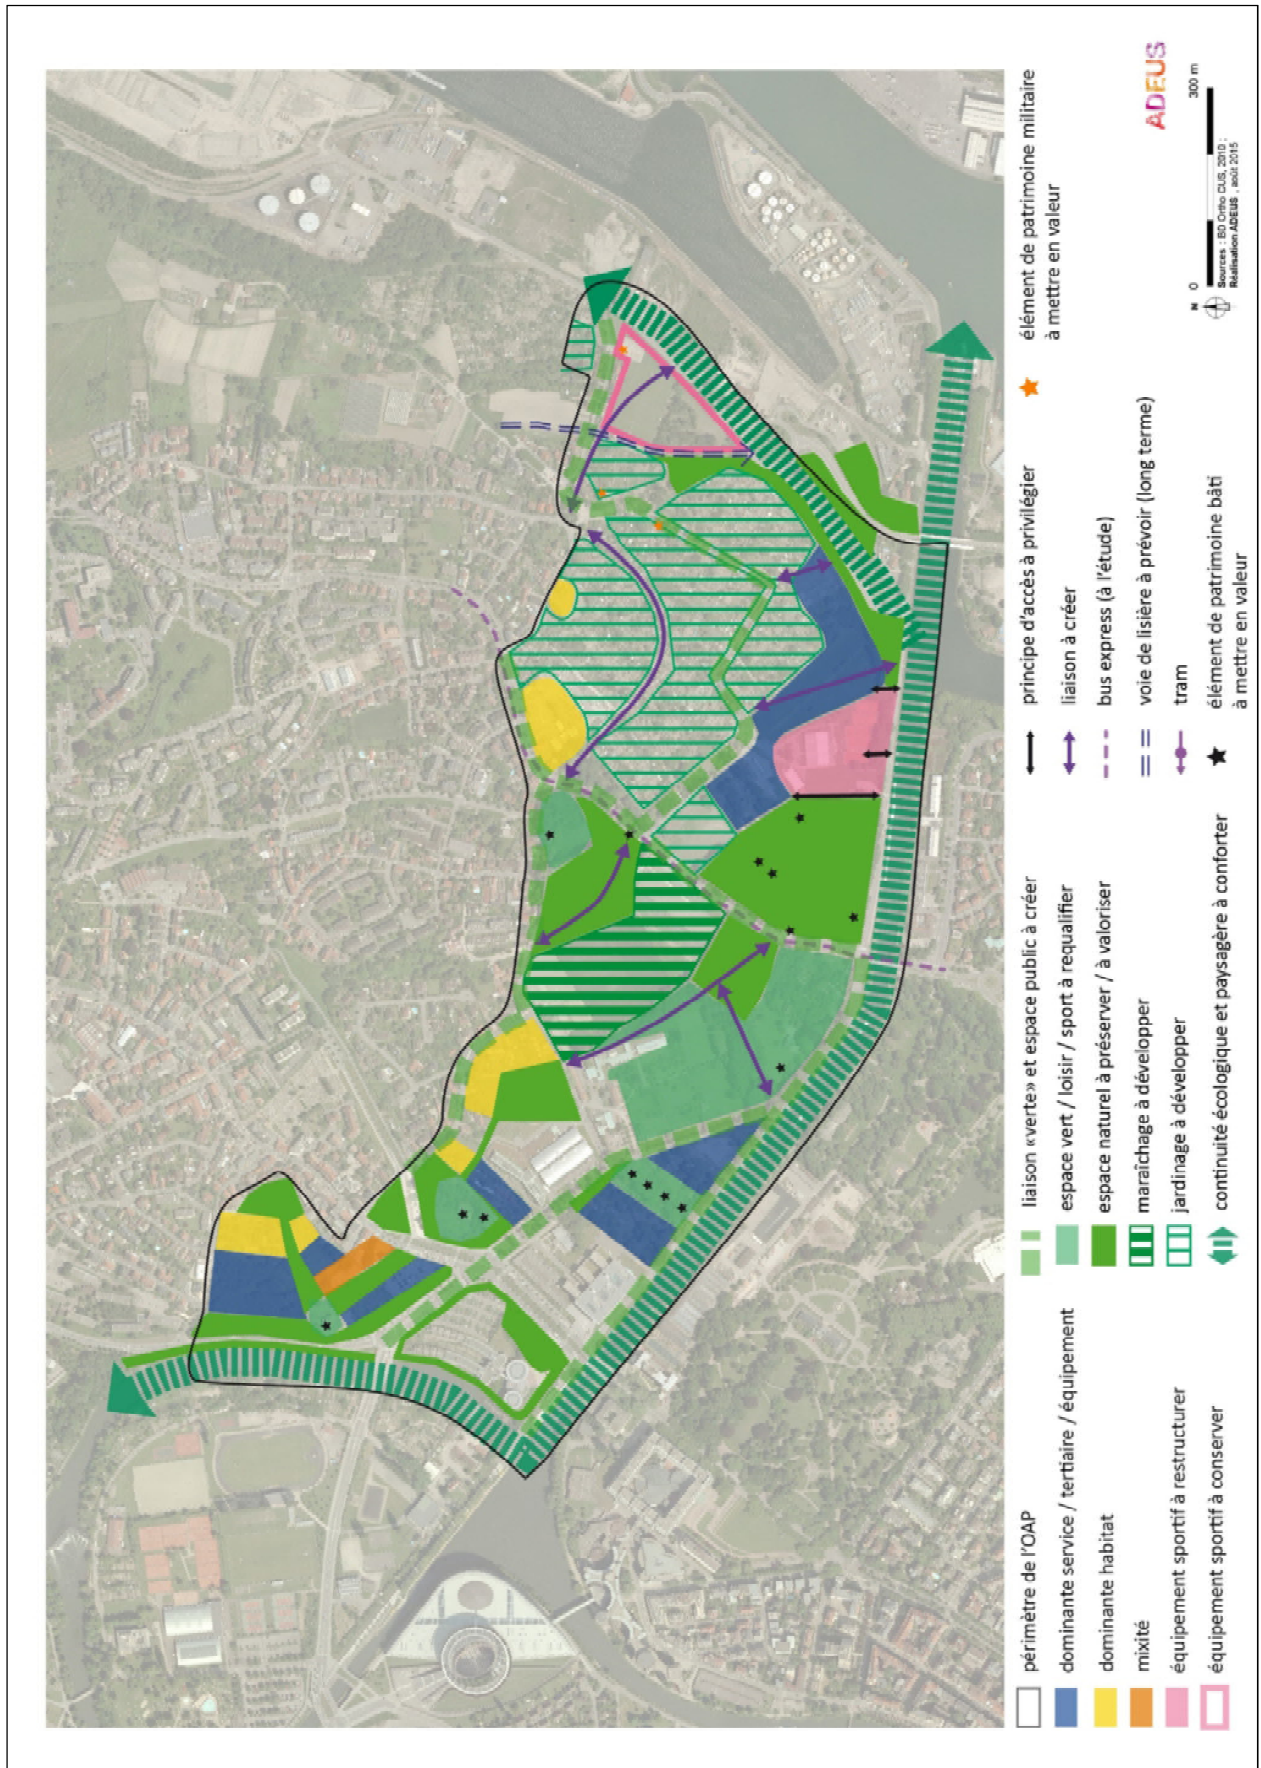 périmètre de l'OAP
dominante service / tertiaire / équipement
dominante habitat
mixité
équipement sportif à restructurer
équipement sportif à conserver
liaison «verte» et espace public à créer
espace vert / loisir / sport à requalifier
espace naturel à préserver / à valoriser
maraîchage à développer
jardinage à développer
continuité écologique et paysagère à conforter
principe d'accès à privilégier
liaison à créer
bus express (à l'étude)
voie de lisière à prévoir (long terme)
tram
élément de patrimoine bâti
à mettre en valeur
élément de patrimoine militaire
à mettre en valeur
ADEUS
N
0
300 m
Sources : BD Ortho CUS, 2010 ;
Réalisation ADEUS , août 2015